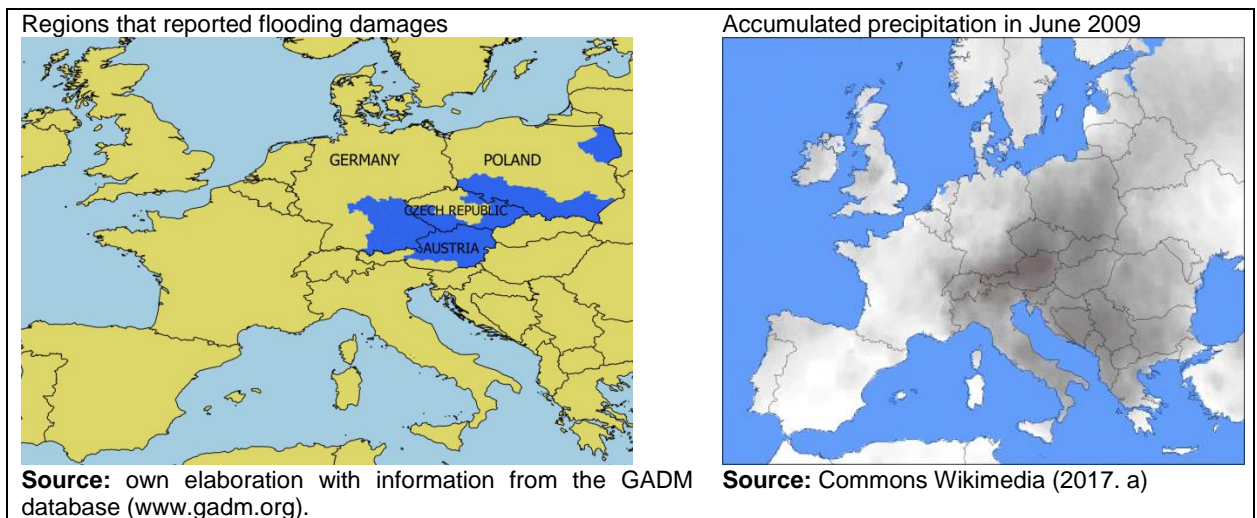 Regions that reported flooding damages
GERMANY
POLAND
CZECH REPUBLIC
AUSTRIA
Source: own elaboration with information from the GADM
database (www.gadm.org).
Accumulated precipitation in June 2009
Source: Commons Wikimedia (2017. a)